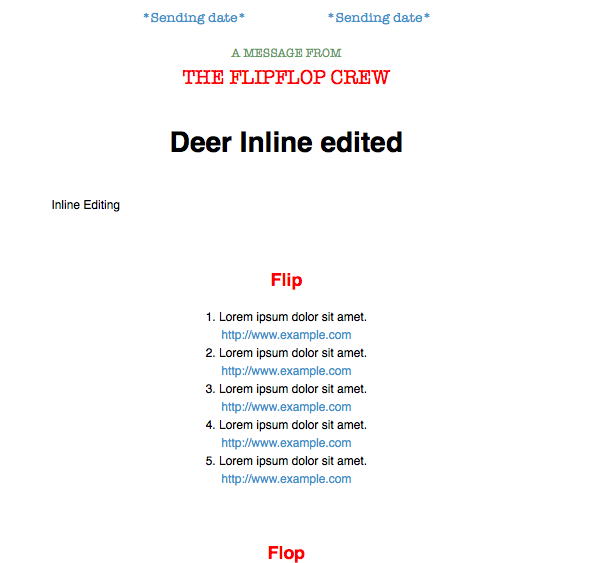 *Sending date* *Sending date*
A MESSAGE FROM
THE FLIPFLOP CREW
Deer Inline edited
Inline Editing
Flip
1. Lorem ipsum dolor sit amet.
http://www.example.com
2. Lorem ipsum dolor sit amet.
http://www.example.com
3. Lorem ipsum dolor sit amet.
http://www.example.com
4. Lorem ipsum dolor sit amet.
http://www.example.com
5. Lorem ipsum dolor sit amet.
http://www.example.com
Flop